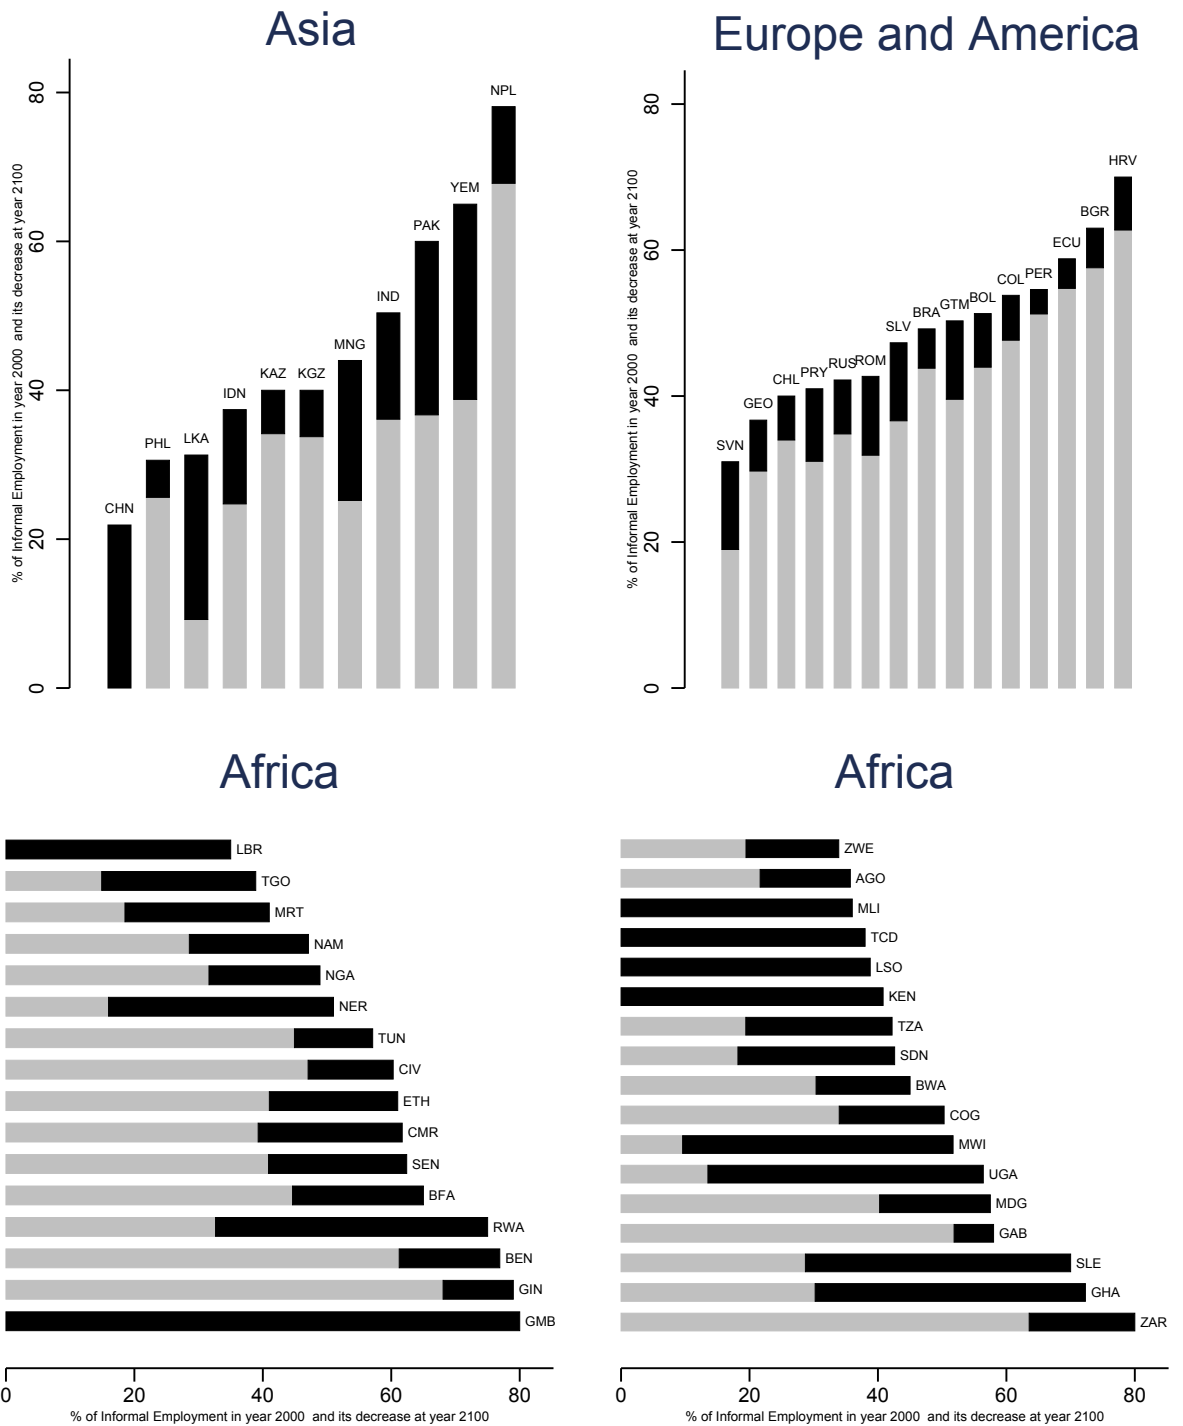 Asia
% of Informal Employment in year 2000  and its decrease at year 2100
80
60
40
20
0
CHN
PHL
LKA
IDN
KAZ
KGZ
MNG
IND
PAK
YEM
NPL
Europe and America
% of Informal Employment in year 2000  and its decrease at year 2100
80
60
40
20
0
SVN
GEO
CHL
PRY
RUS
ROM
SLV
BRA
GTM
BOL
COL
PER
ECU
BGR
HRV
Africa
LBR
TGO
MRT
NAM
NGA
NER
TUN
CIV
ETH
CMR
SEN
BFA
RWA
BEN
GIN
GMB
0 20 40 60 80
% of Informal Employment in year 2000  and its decrease at year 2100
Africa
ZWE
AGO
MLI
TCD
LSO
KEN
TZA
SDN
BWA
COG
MWI
UGA
MDG
GAB
SLE
GHA
ZAR
0 20 40 60 80
% of Informal Employment in year 2000  and its decrease at year 2100